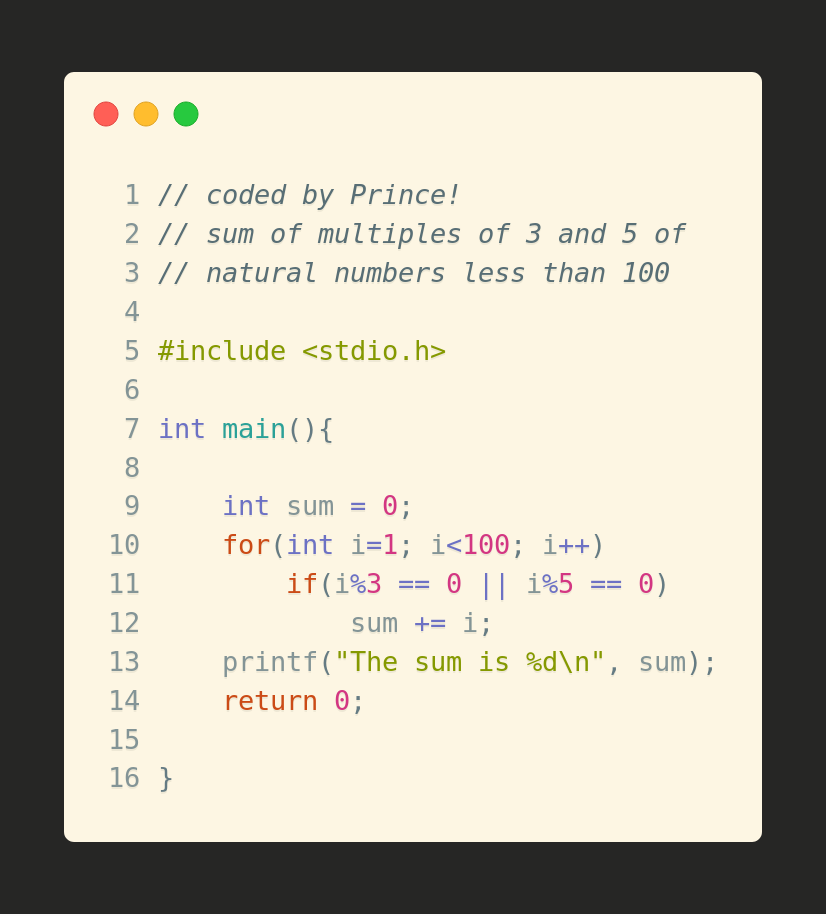 1 // coded by Prince!
2 // sum of multiples of 3 and 5 of
3 // natural numbers less than 100
4
5 #include <stdio.h>
6
7 int main(){
8
9     int sum = 0;
10     for(int i=1; i<100; i++)
11         if(i%3 == 0 || i%5 == 0)
12             sum += i;
13     printf("The sum is %d\n", sum);
14     return 0;
15
16 }